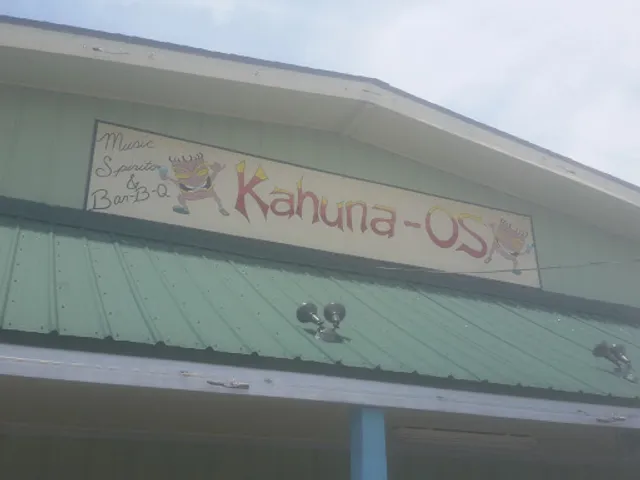 Music
Spirits
&
Bar-B-Q
Kahuna-OS